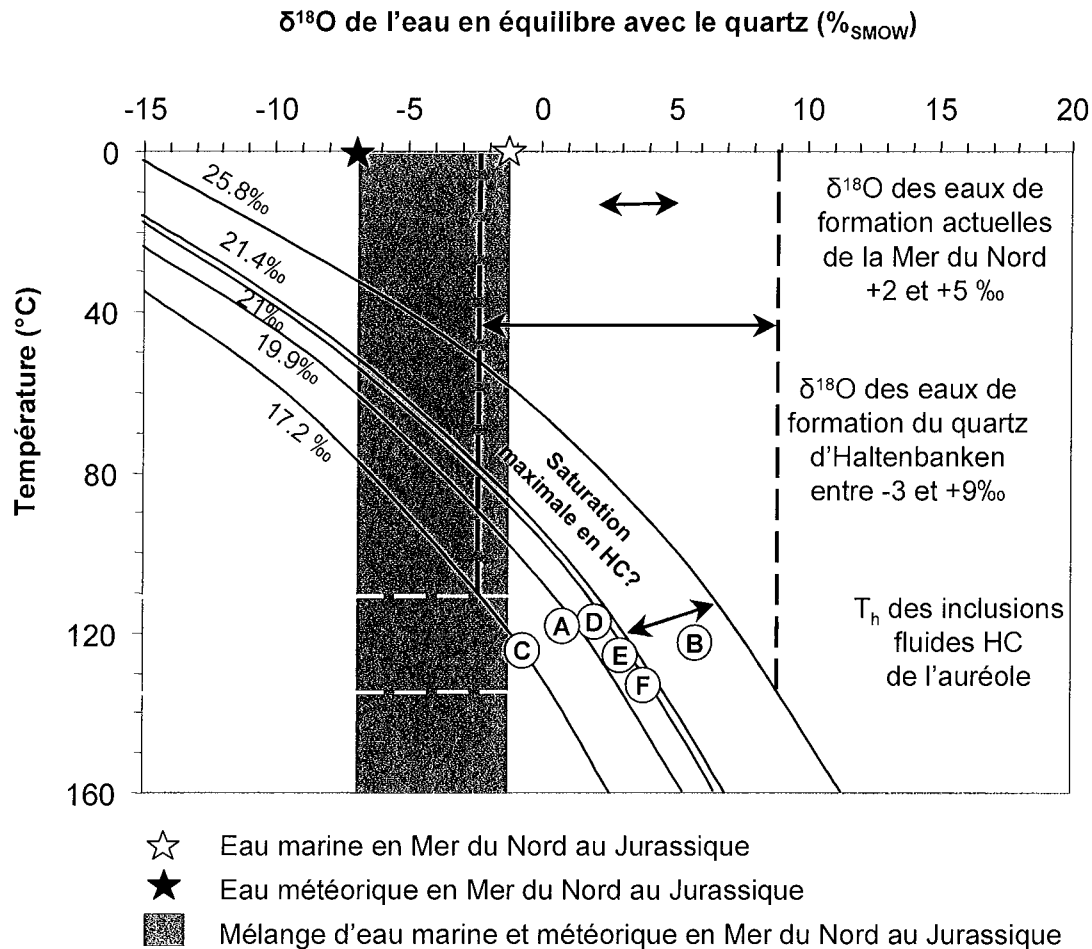 δ¹⁸O de l'eau en équilibre avec le quartz (%SMOW)
-15 -10 -5 0 5 10 15 20
Température (°C)
0
40
80
120
160
25.8‰
21.4‰
21‰
19.9‰
17.2 ‰
Saturation
maximale en HC?
A
B
C
D
E
F
δ¹⁸O des eaux de
formation actuelles
de la Mer du Nord
+2 et +5 ‰
δ¹⁸O des eaux de
formation du quartz
d'Haltenbanken
entre -3 et +9‰
Th des inclusions
fluides HC
de l'auréole
Eau marine en Mer du Nord au Jurassique
Eau météorique en Mer du Nord au Jurassique
Mélange d'eau marine et météorique en Mer du Nord au Jurassique